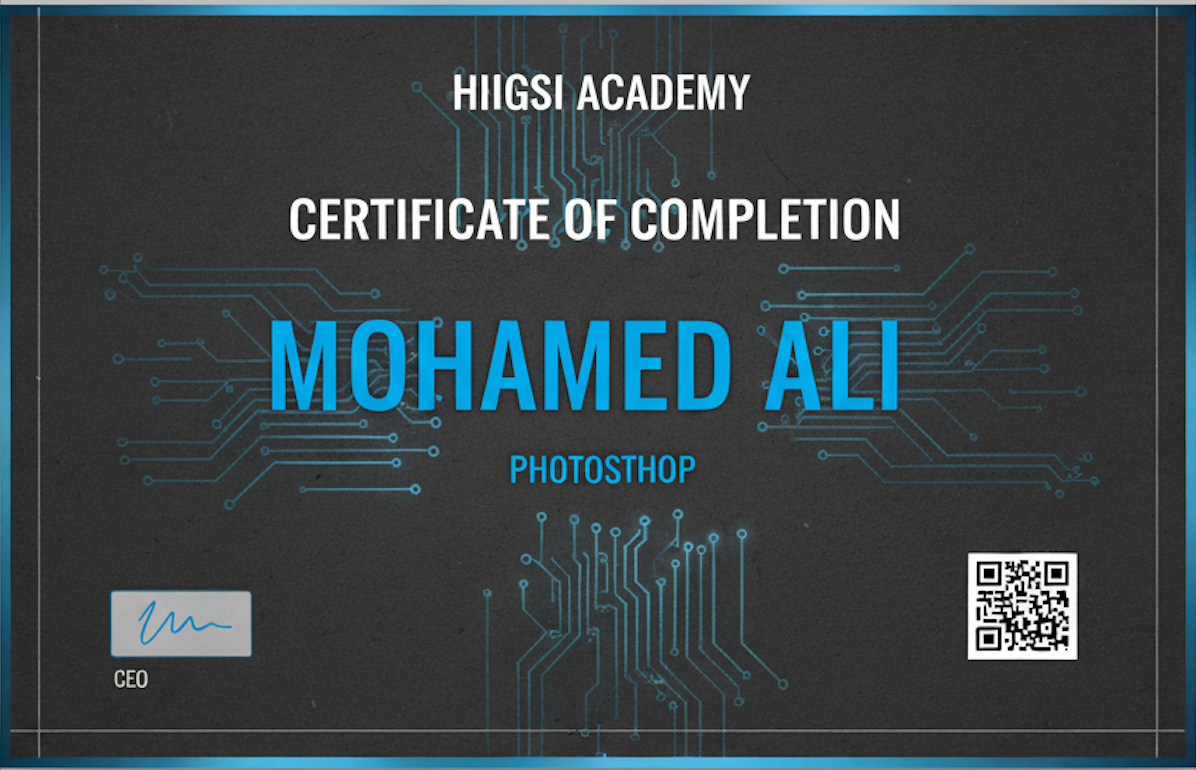 HIIGSI ACADEMY
CERTIFICATE OF COMPLETION
MOHAMED ALI
PHOTOSTHOP
CEO